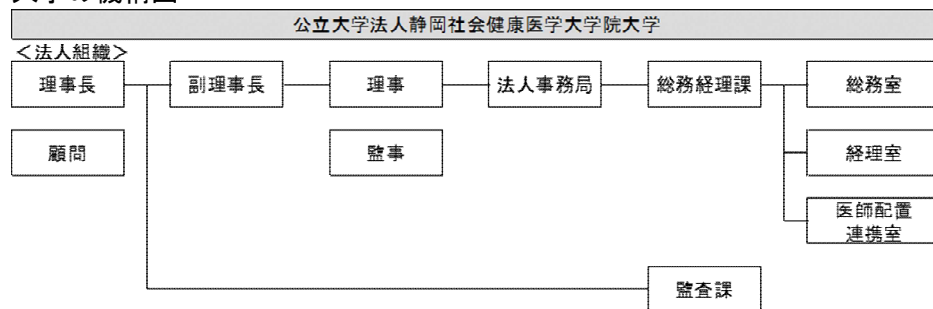 公立大学法人静岡社会健康医学大学院大学
<法人組織>
理事長
副理事長
理事
法人事務局
総務経理課
総務室
顧問
監事
経理室
医師配置
連携室
監査課